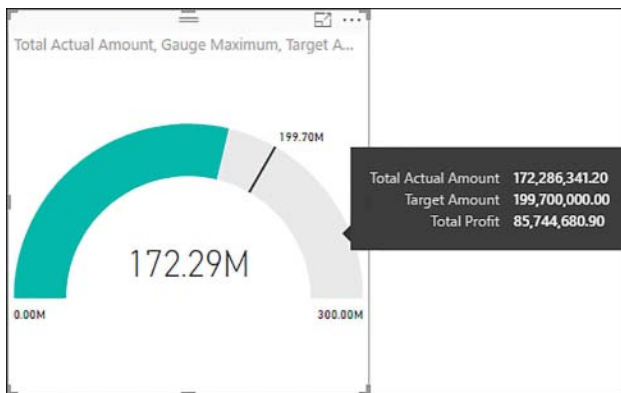 Total Actual Amount, Gauge Maximum, Target A...
199.70M
Total Actual Amount 172,286,341.20
Target Amount 199,700,000.00
Total Profit 85,744,680.90
172.29M
0.00M 300.00M